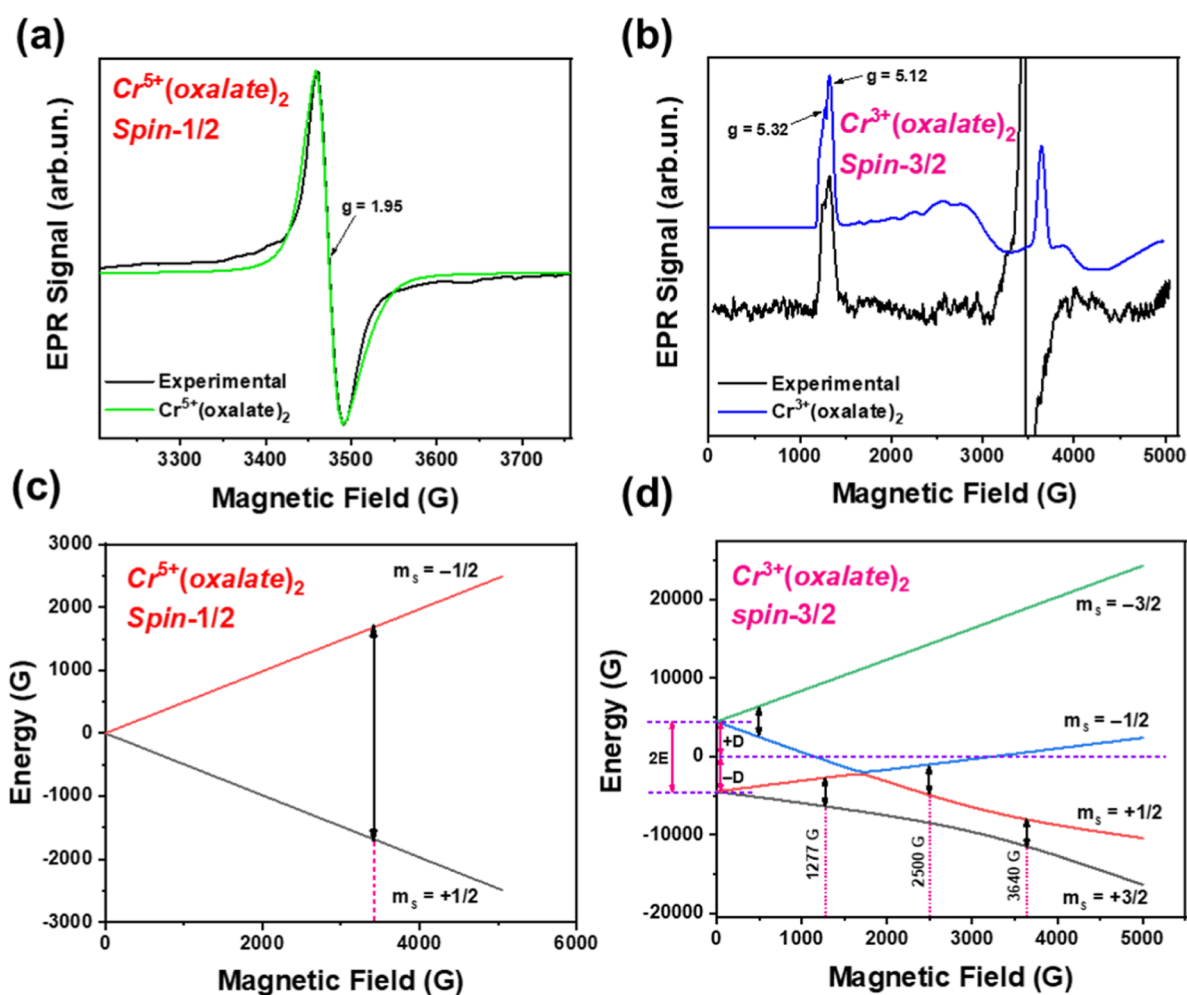 (a)
Cr⁵⁺(oxalate)₂
Spin-1/2
g = 1.95
Experimental
Cr⁵⁺(oxalate)₂
EPR Signal (arb.un.)
3300 3400 3500 3600 3700
Magnetic Field (G)
(b)
g = 5.12
g = 5.32
Cr³⁺(oxalate)₂
Spin-3/2
Experimental
Cr³⁺(oxalate)₂
EPR Signal (arb.un.)
0 1000 2000 3000 4000 5000
Magnetic Field (G)
(c)
Cr⁵⁺(oxalate)₂
Spin-1/2
mₛ = −1/2
mₛ = +1/2
Energy (G)
3000
2000
1000
0
-1000
-2000
-3000
0 2000 4000 6000
Magnetic Field (G)
(d)
Cr³⁺(oxalate)₂
spin-3/2
mₛ = −3/2
mₛ = −1/2
mₛ = +1/2
mₛ = +3/2
2E
+D
−D
1277 G
2500 G
3640 G
Energy (G)
20000
10000
0
-10000
-20000
0 1000 2000 3000 4000 5000
Magnetic Field (G)